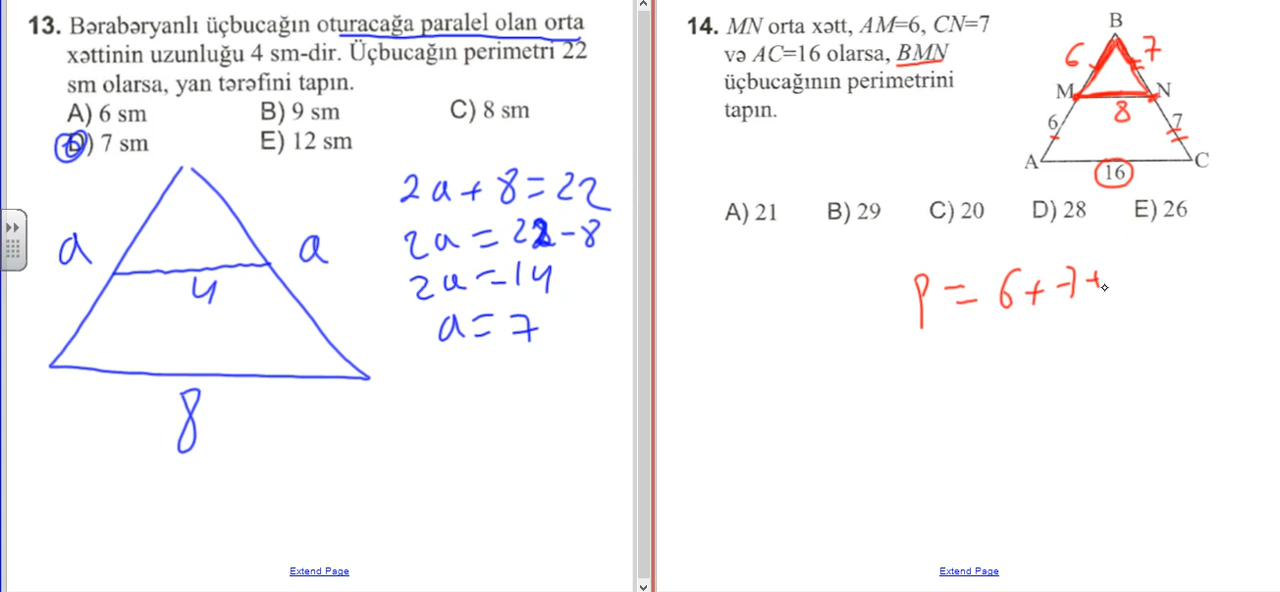 13. Bərabəryanlı üçbucağın oturacağa paralel olan orta
xəttinin uzunluğu 4 sm-dir. Üçbucağın perimetri 22
sm olarsa, yan tərəfini tapın.
A) 6 sm B) 9 sm C) 8 sm
D) 7 sm E) 12 sm
a
a
4
8
2a + 8 = 22
2a = 22 - 8
2a = 14
a = 7
Extend Page
14. MN orta xətt, AM=6, CN=7
və AC=16 olarsa, BMN
üçbucağının perimetrini
tapın.
B
6 7
M N
8
6 7
A C
16
A) 21 B) 29 C) 20 D) 28 E) 26
P = 6 + 7 +
Extend Page